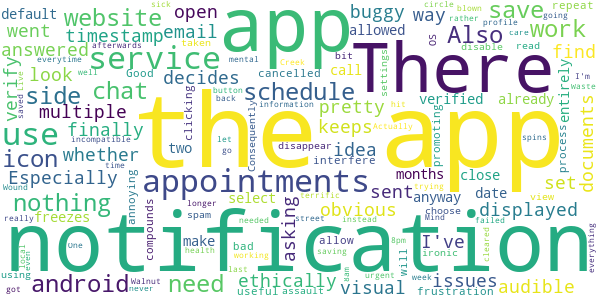 sick
default
website
went
answered
timestamp
app
open
buggy
way
circle
blown
rather
os
allowed
profile
care
read
save
repeat
going
work
Also
There
taken
afterwards
everytime
email
service
Creek
mental
Good
decides
schedule
cancelled
bit
call
disable
settings
find
verify
look
chat
side
multiple
clicking
pretty
verified
already
I'm
Waste
saved
Live
well
button
back
information
hit
promoting
entirely
process
documents
use
finally
the app
icon
whether
two
keeps
Consequently
let
go
disappear
idea
interfere
Actually
months
Especially
incompatible
time
appointments
sent
trying
close
anyway
set
view
Wound
nothing
annoying
compounds
longer
spam
select
terrific
needed
street
instead
obvious
date
choose
Mind
spins
failed
displayed
really
freezes
One
notification
even
local
make
bad
asking
allow
saving
I've
will
ironic
cleared
everything
android
health
working
8pm
8am
week
issues
using
got
Walnut
never
need
last
ethically
useful
assault
urgent
visual
frustration
audible